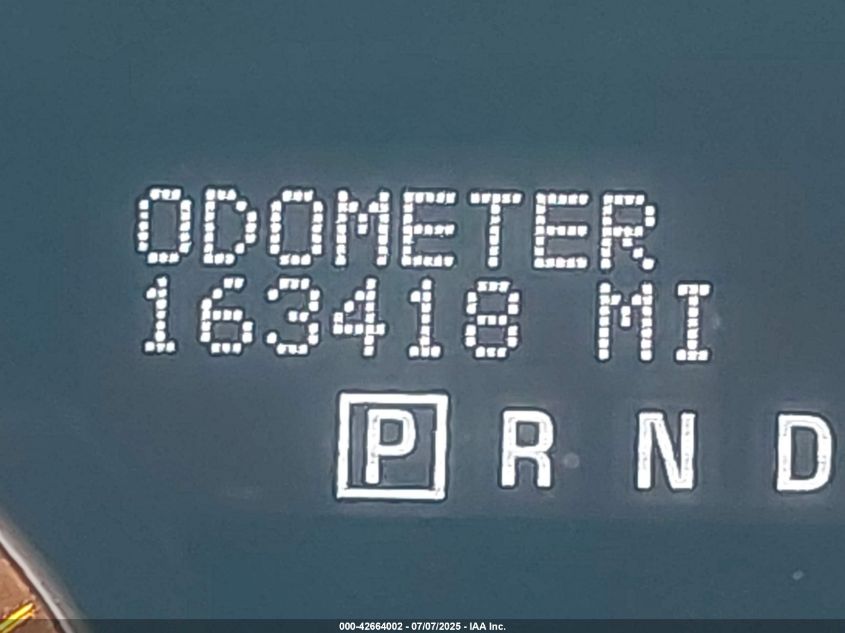 ODOMETER
163418 MI
P R N D
000-42664002 - 07/07/2025 - IAA Inc.